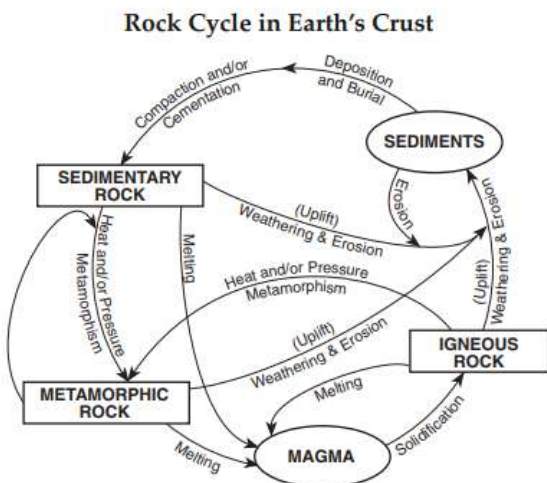 Rock Cycle in Earth's Crust
Deposition
and Burial
Compaction and/or
Cementation
SEDIMENTS
SEDIMENTARY
ROCK
Erosion
(Uplift)
Weathering & Erosion
(Uplift)
Weathering & Erosion
Heat and/or Pressure
Metamorphism
Melting
Heat and/or Pressure
Metamorphism
(Uplift)
Weathering & Erosion
IGNEOUS
ROCK
METAMORPHIC
ROCK
Melting
Melting
MAGMA
Solidification